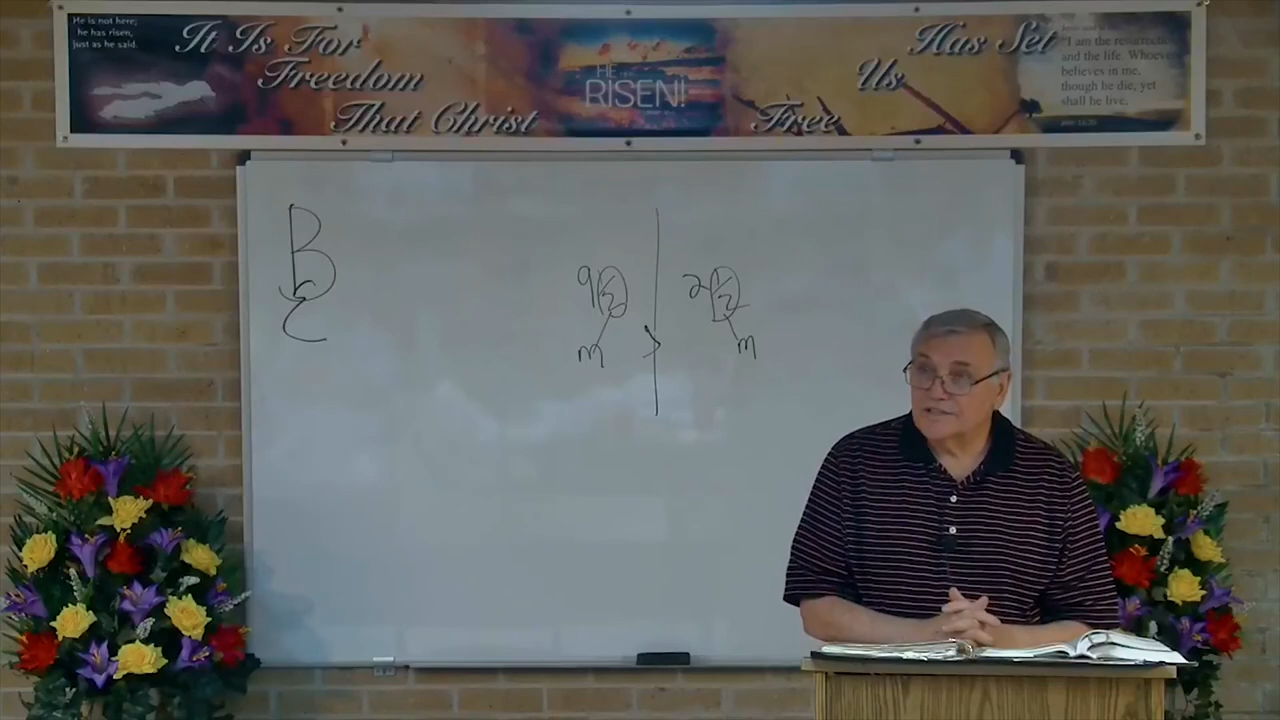 He is not here;
he has risen,
just as he said.
It Is For
Freedom
That Christ
HE
RISEN!
Has Set
Us
Free
"I am the resurrection
and the life. Whoever
believes in me,
though he die, yet
shall he live,
B
m
m